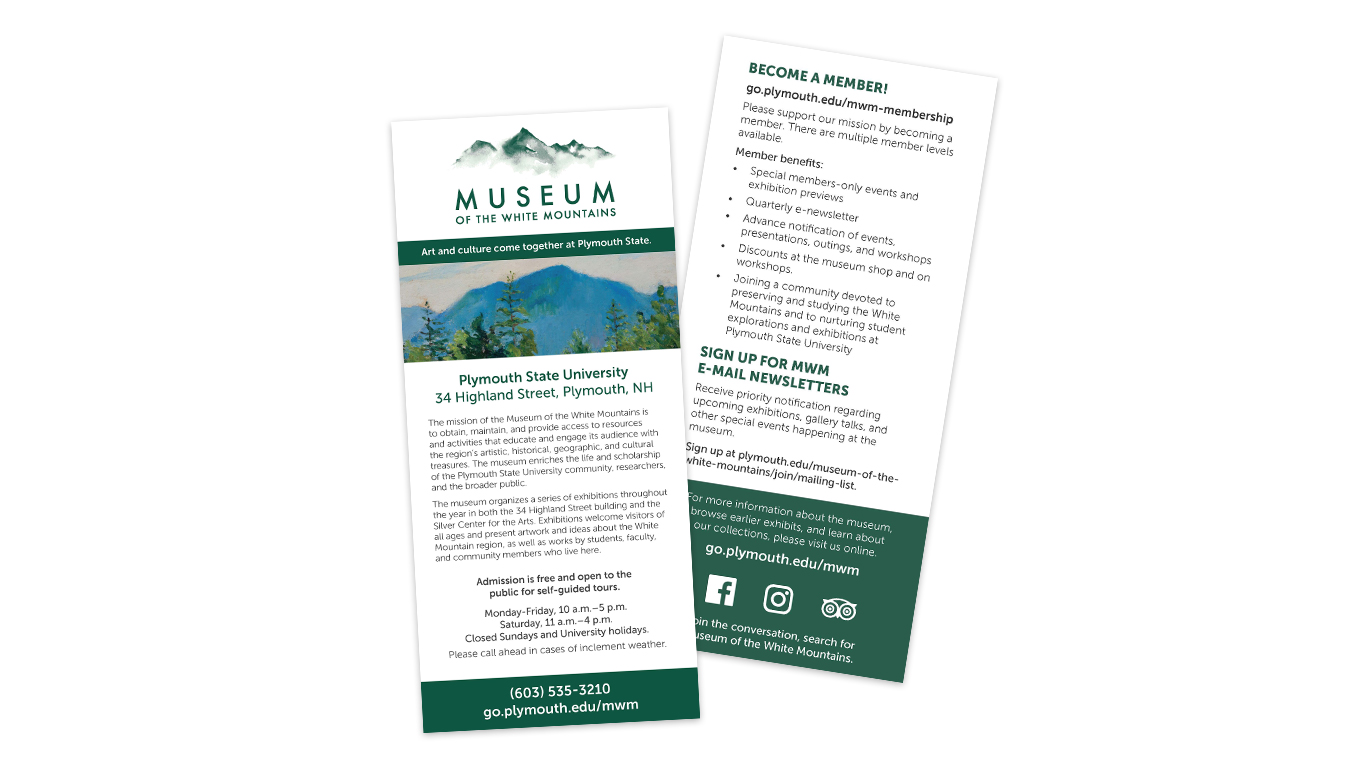 MUSEUM
OF THE WHITE MOUNTAINS
Art and culture come together at Plymouth State.
Plymouth State University
34 Highland Street, Plymouth, NH
The mission of the Museum of the White Mountains is
to obtain, maintain, and provide access to resources
and activities that educate and engage its audience with
the region's artistic, historical, geographic, and cultural
treasures. The museum enriches the life and scholarship
of the Plymouth State University community, researchers,
and the broader public.
The museum organizes a series of exhibitions throughout
the year in both the 34 Highland Street building and the
Silver Center for the Arts. Exhibitions welcome visitors of
all ages and present artwork and ideas about the White
Mountain region, as well as works by students, faculty,
and community members who live here.
Admission is free and open to the
public for self-guided tours.
Monday-Friday, 10 a.m.–5 p.m.
Saturday, 11 a.m.–4 p.m.
Closed Sundays and University holidays.
Please call ahead in cases of inclement weather.
(603) 535-3210
go.plymouth.edu/mwm
BECOME A MEMBER!
go.plymouth.edu/mwm-membership
Please support our mission by becoming a
member. There are multiple member levels
available.
Member benefits:
• Special members-only events and
exhibition previews
• Quarterly e-newsletter
• Advance notification of events,
presentations, outings, and workshops
• Discounts at the museum shop and on
workshops.
• Joining a community devoted to
preserving and studying the White
Mountains and to nurturing student
explorations and exhibitions at
Plymouth State University
SIGN UP FOR MWM
E-MAIL NEWSLETTERS
Receive priority notification regarding
upcoming exhibitions, gallery talks, and
other special events happening at the
museum.
Sign up at plymouth.edu/museum-of-the-
white-mountains/join/mailing-list.
For more information about the museum,
browse earlier exhibits, and learn about
our collections, please visit us online.
go.plymouth.edu/mwm
oin the conversation, search for
useum of the White Mountains.